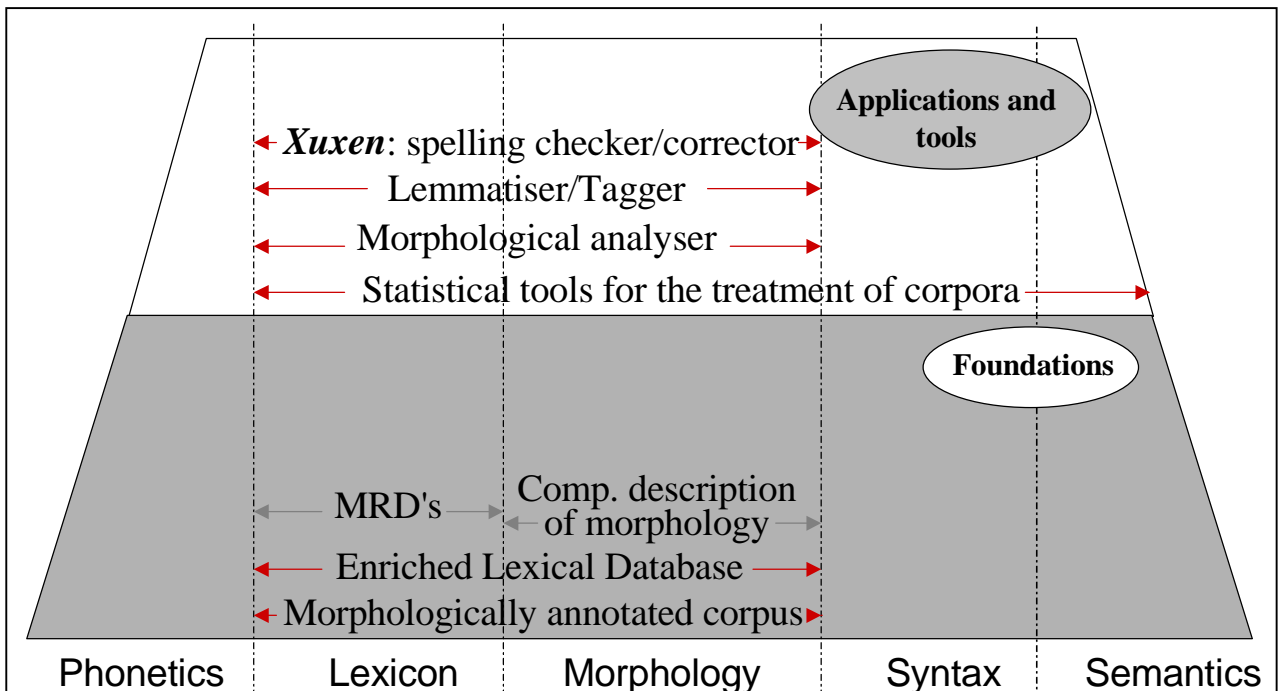 Applications and
tools
Xuxen: spelling checker/corrector
Lemmatiser/Tagger
Morphological analyser
Statistical tools for the treatment of corpora
Foundations
MRD's
Comp. description
of morphology
Enriched Lexical Database
Morphologically annotated corpus
Phonetics Lexicon Morphology Syntax Semantics